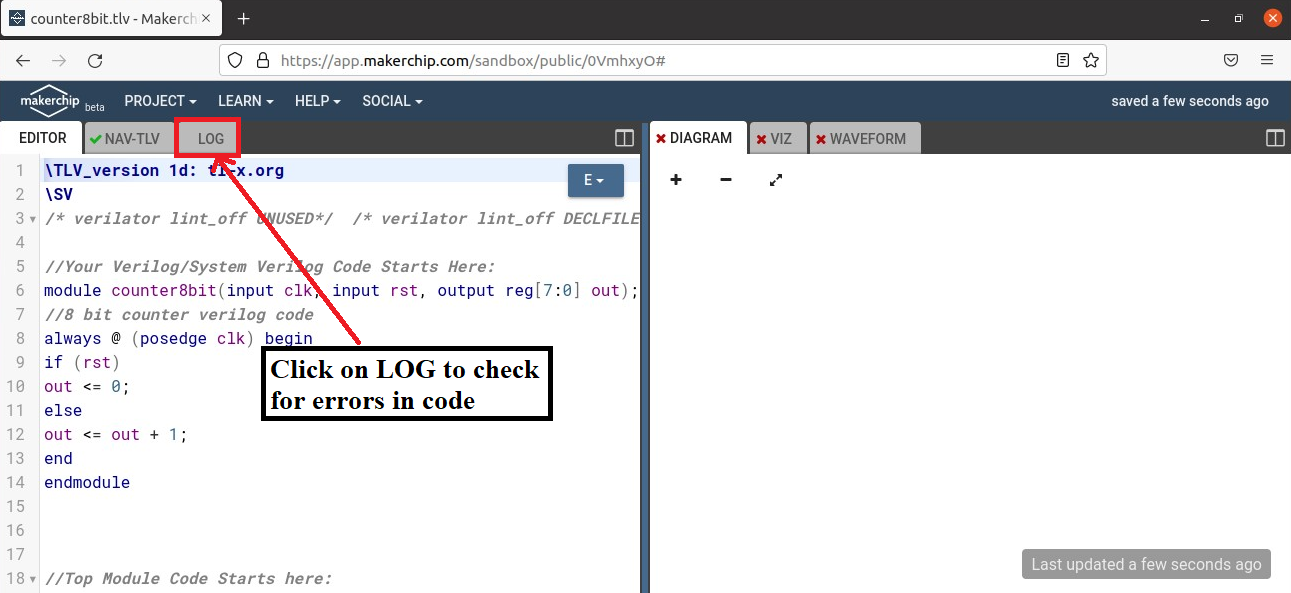 counter8bit.tlv - Makerch
https://app.makerchip.com/sandbox/public/0VmhxyO#
makerchip beta PROJECT LEARN HELP SOCIAL saved a few seconds ago
EDITOR NAV-TLV LOG DIAGRAM VIZ WAVEFORM
1 \TLV_version 1d: tl-x.org
E
2 \SV
3 /* verilator lint_off UNUSED*/ /* verilator lint_off DECLFILE
4
5 //Your Verilog/System Verilog Code Starts Here:
6 module counter8bit(input clk, input rst, output reg[7:0] out);
7 //8 bit counter verilog code
8 always @ (posedge clk) begin
9 if (rst)
10 out <= 0;
11 else
12 out <= out + 1;
13 end
14 endmodule
15
16
17
18 //Top Module Code Starts here:
Click on LOG to check
for errors in code
Last updated a few seconds ago